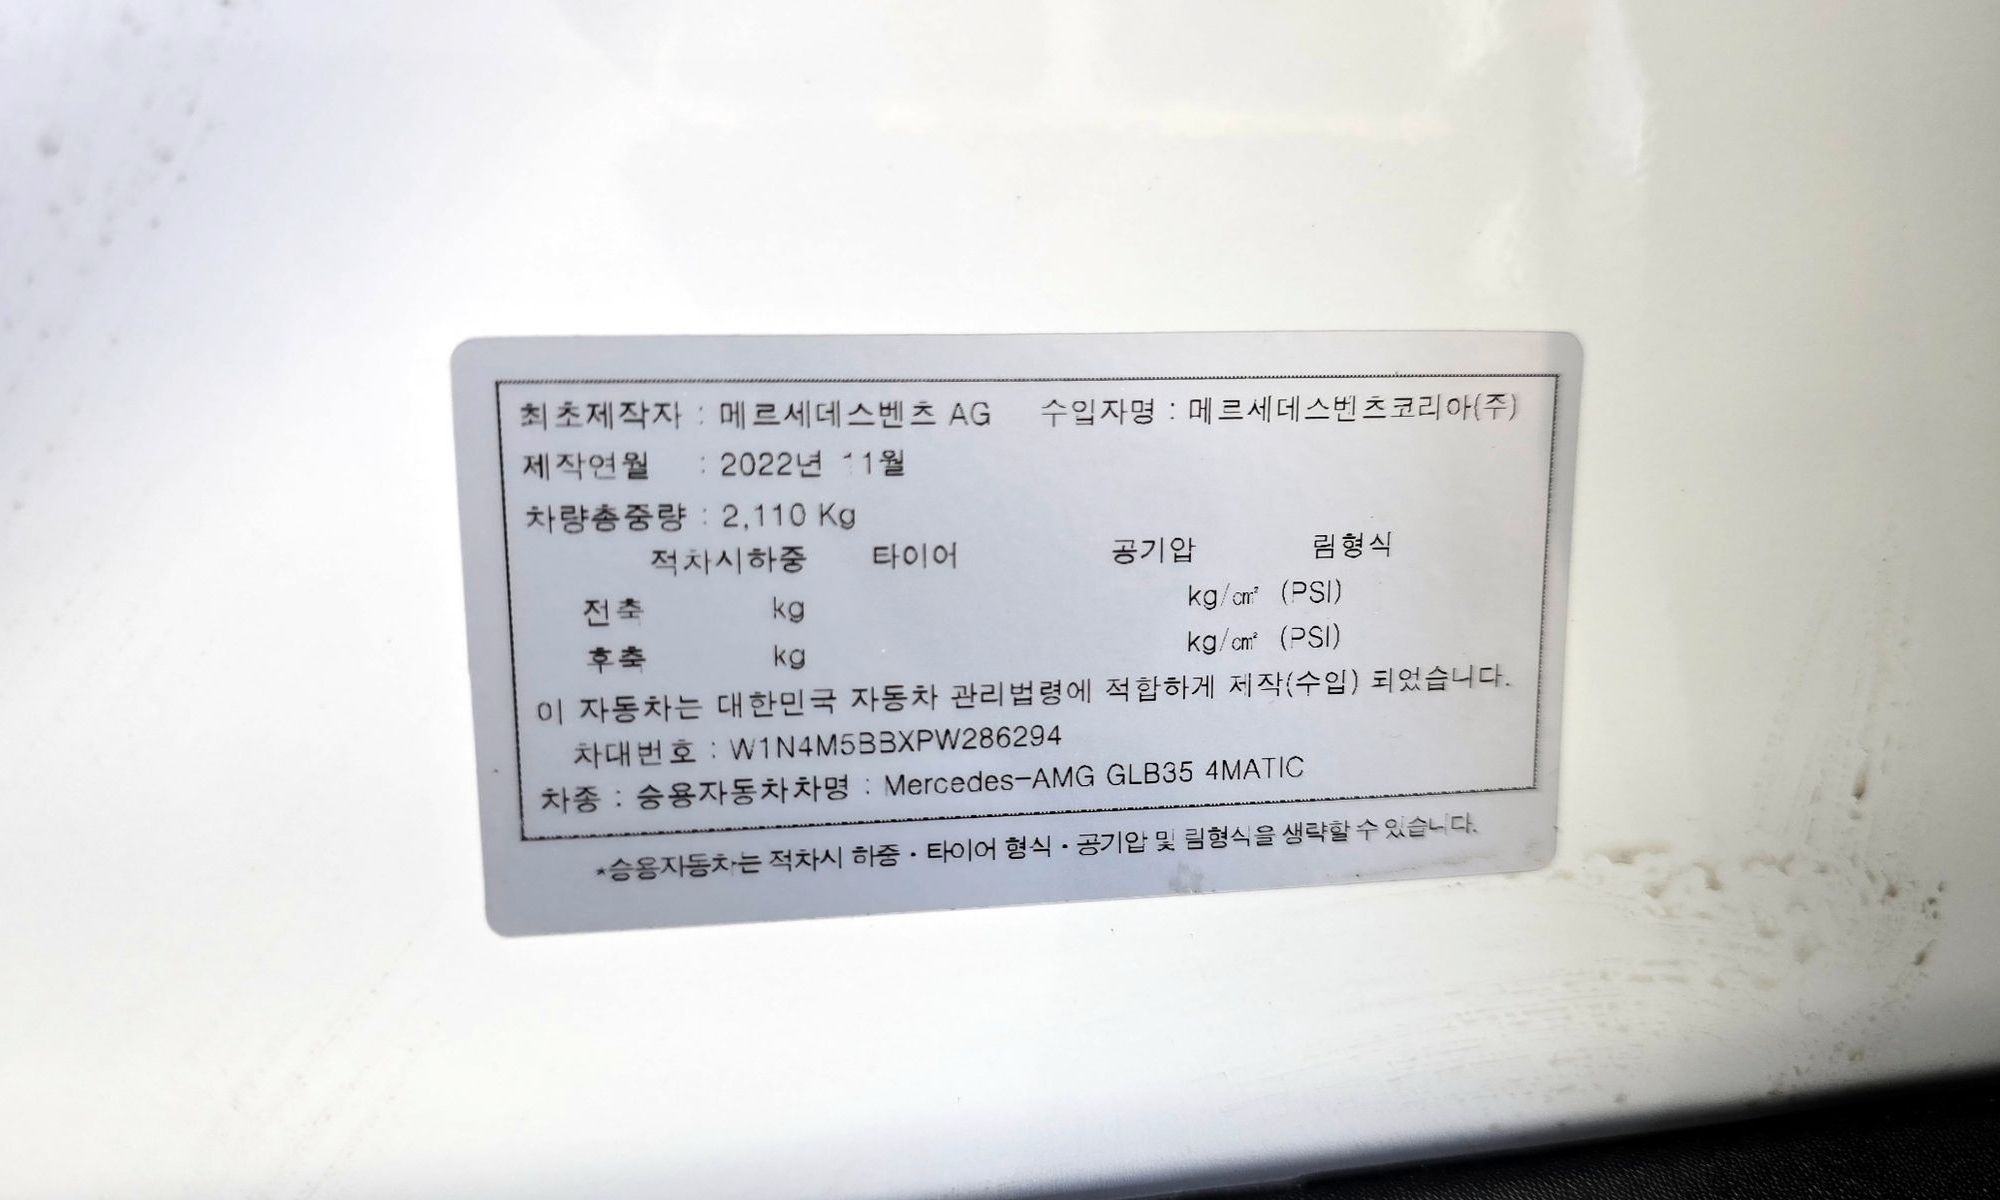 최초제작자 : 메르세데스벤츠 AG 수입자명 : 메르세데스벤츠코리아(주)
제작연월 : 2022년 11월
차량총중량 : 2,110 Kg
적차시하중 타이어 공기압 림형식
전축 kg kg/㎠ (PSI)
후축 kg kg/㎠ (PSI)
이 자동차는 대한민국 자동차 관리법령에 적합하게 제작(수입) 되었습니다.
차대번호 : W1N4M5BBXPW286294
차종 : 승용자동차차명 : Mercedes-AMG GLB35 4MATIC
*승용자동차는 적차시 하중·타이어 형식·공기압 및 림형식을 생략할 수 있습니다.